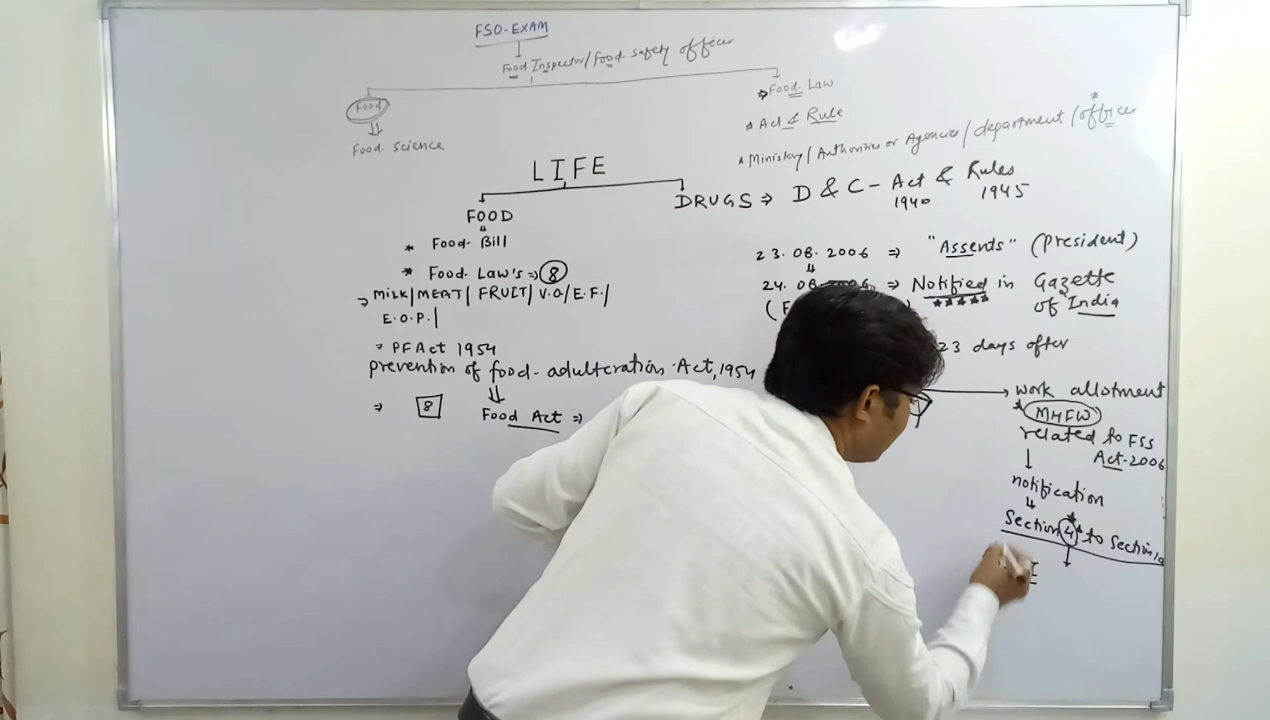 FSO-EXAM
Food Inspector/Food safety officer
Food
Food science
Food Law
* Act & Rule
* Ministry/Authorities or Agencies/department/officer
LIFE
FOOD
DRUGS ⇒ D & C - Act & Rules
1940 1945
* Food-Bill
* Food-Law's ⇒ 8
→ MILK/MEAT/FRUIT/V.O/E.F./
E.O.P.|
PFAct 1954
prevention of food-adulteration-Act,1954
⇒ 8 Food Act ⇒
23.08.2006 ⇒ "Assents" (President)
24.08.2006 ⇒ Notified in Gazette
of India
23 days after
→ work allotment
* MHFW
related to FSS
Act-2006
notification
Section 4 to Section